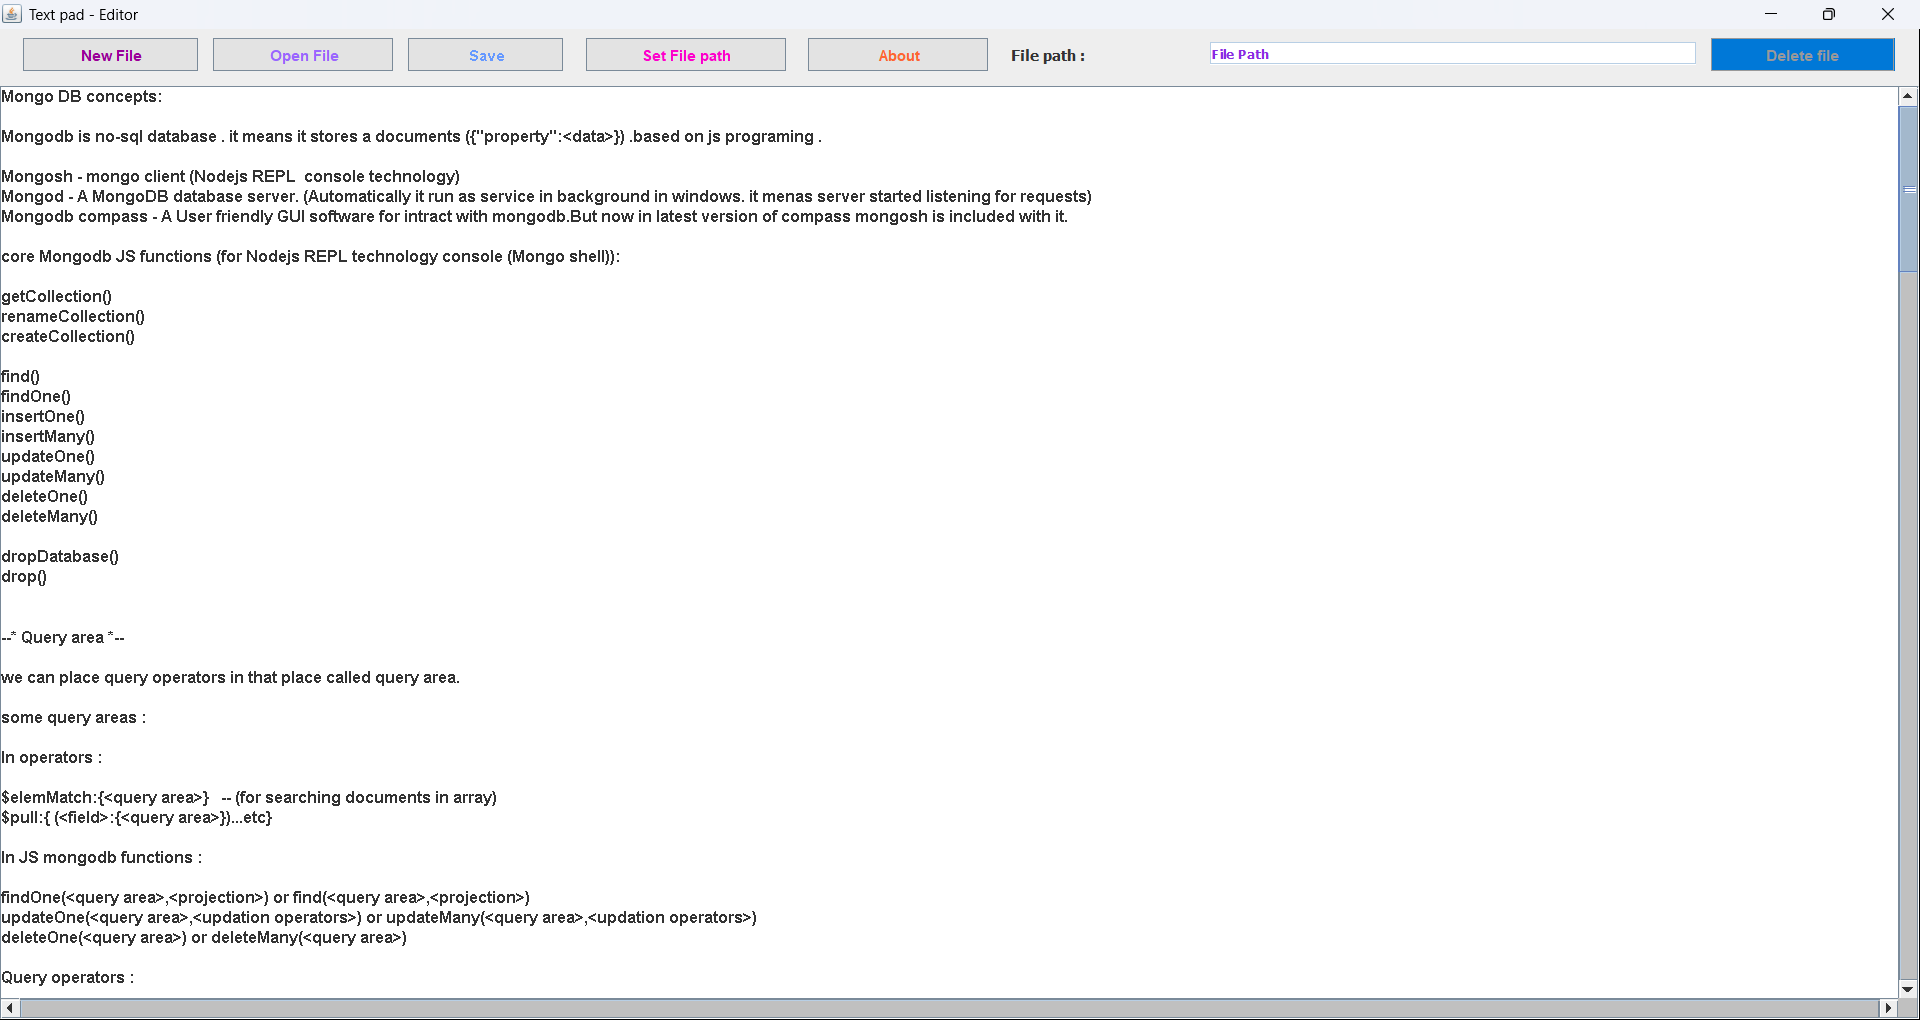 Text pad - Editor
New File Open File Save Set File path About File path : File Path Delete file
Mongo DB concepts:
Mongodb is no-sql database . it means it stores a documents ({"property":<data>}) .based on js programing .
Mongosh - mongo client (Nodejs REPL  console technology)
Mongod - A MongoDB database server. (Automatically it run as service in background in windows. it menas server started listening for requests)
Mongodb compass - A User friendly GUI software for intract with mongodb.But now in latest version of compass mongosh is included with it.
core Mongodb JS functions (for Nodejs REPL technology console (Mongo shell)):
getCollection()
renameCollection()
createCollection()
find()
findOne()
insertOne()
insertMany()
updateOne()
updateMany()
deleteOne()
deleteMany()
dropDatabase()
drop()
--* Query area *--
we can place query operators in that place called query area.
some query areas :
In operators :
$elemMatch:{<query area>}   -- (for searching documents in array)
$pull:{ (<field>:{<query area>})...etc}
In JS mongodb functions :
findOne(<query area>,<projection>) or find(<query area>,<projection>)
updateOne(<query area>,<updation operators>) or updateMany(<query area>,<updation operators>)
deleteOne(<query area>) or deleteMany(<query area>)
Query operators :